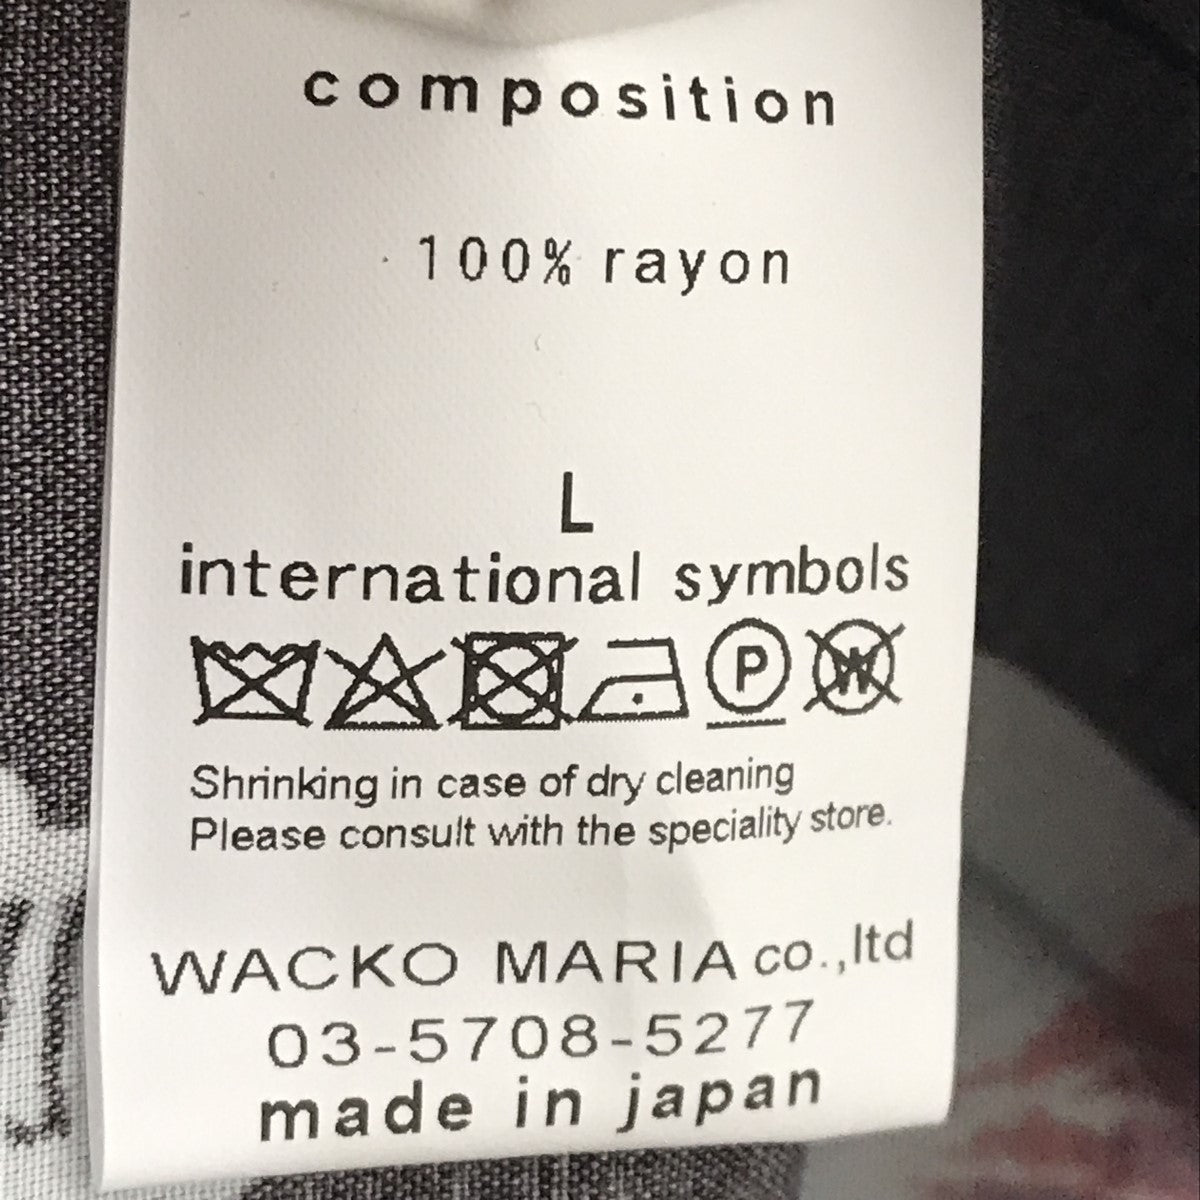 composition
100% rayon
L
international symbols
P W
Shrinking in case of dry cleaning
Please consult with the speciality store.
WACKO MARIA co.,ltd
03-5708-5277
made in japan